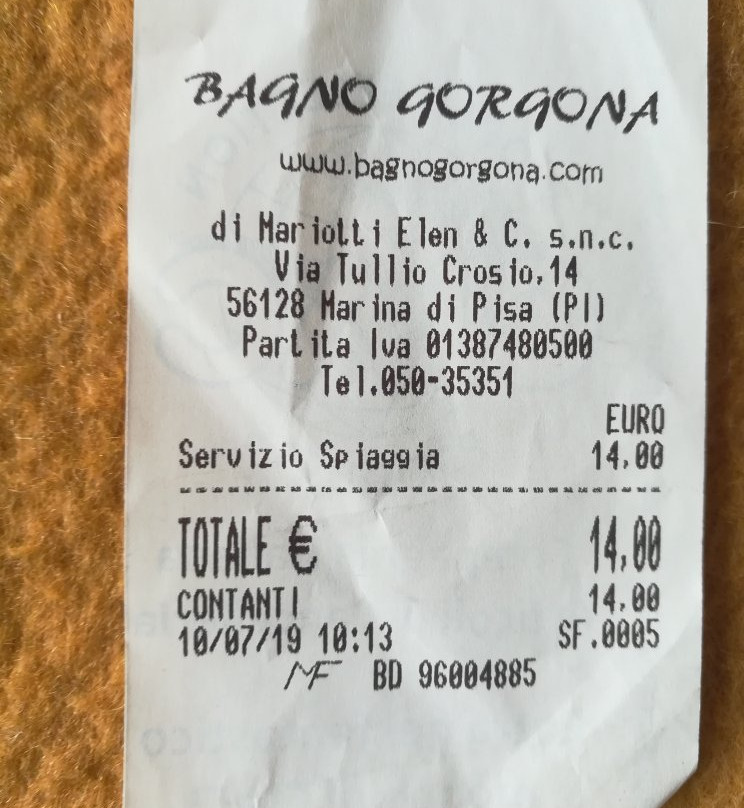 BAGNO GORGONA
www.bagnogorgona.com
di Mariotti Elen & C. s.n.c.
Via Tullio Crosio,14
56128 Marina di Pisa (PI)
Partita Iva 01387480500
Tel.050-35351
EURO
Servizio Spiaggia 14,00
TOTALE € 14,00
CONTANTI 14,00
10/07/19 10:13 SF.0005
MF BD 96004885